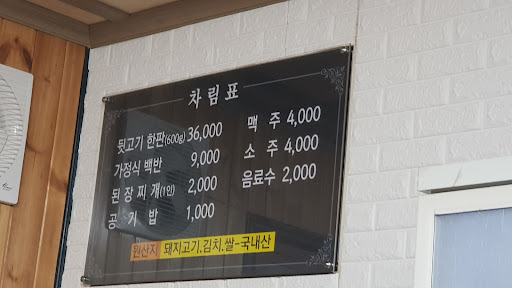 차림표
뒷고기 한판(600g) 36,000
가정식 백반 9,000
된장찌개(1인) 2,000
공기밥 1,000
맥주 4,000
소주 4,000
음료수 2,000
원산지 돼지고기.김치.쌀-국내산